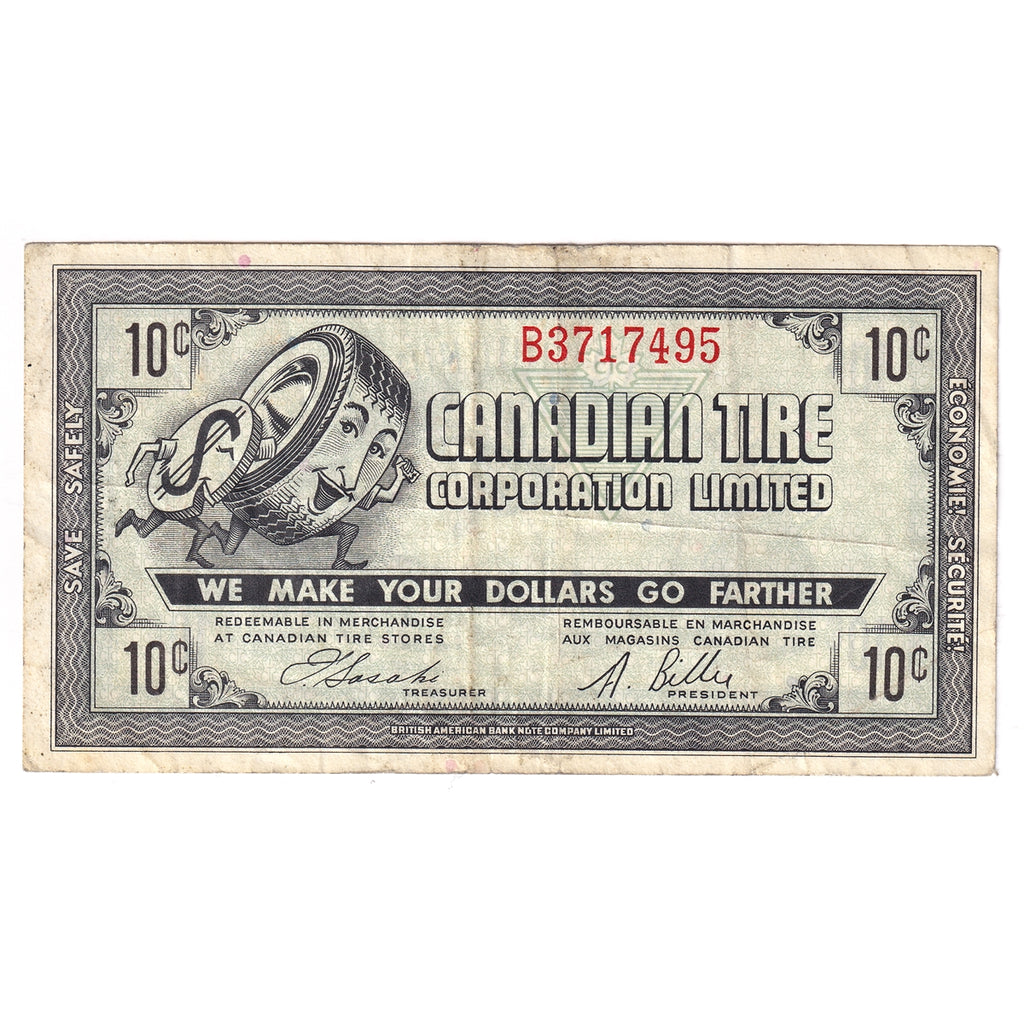 10¢
B3717495
10¢
CJC
CANADIAN TIRE
CORPORATION LIMITED
SAVE SAFELY
ÉCONOMIE! SÉCURITÉ!
$
WE MAKE YOUR DOLLARS GO FARTHER
REDEEMABLE IN MERCHANDISE
AT CANADIAN TIRE STORES
REMBOURSABLE EN MARCHANDISE
AUX MAGASINS CANADIAN TIRE
10¢
TREASURER
A. Billes
PRESIDENT
10¢
BRITISH AMERICAN BANK NOTE COMPANY LIMITED